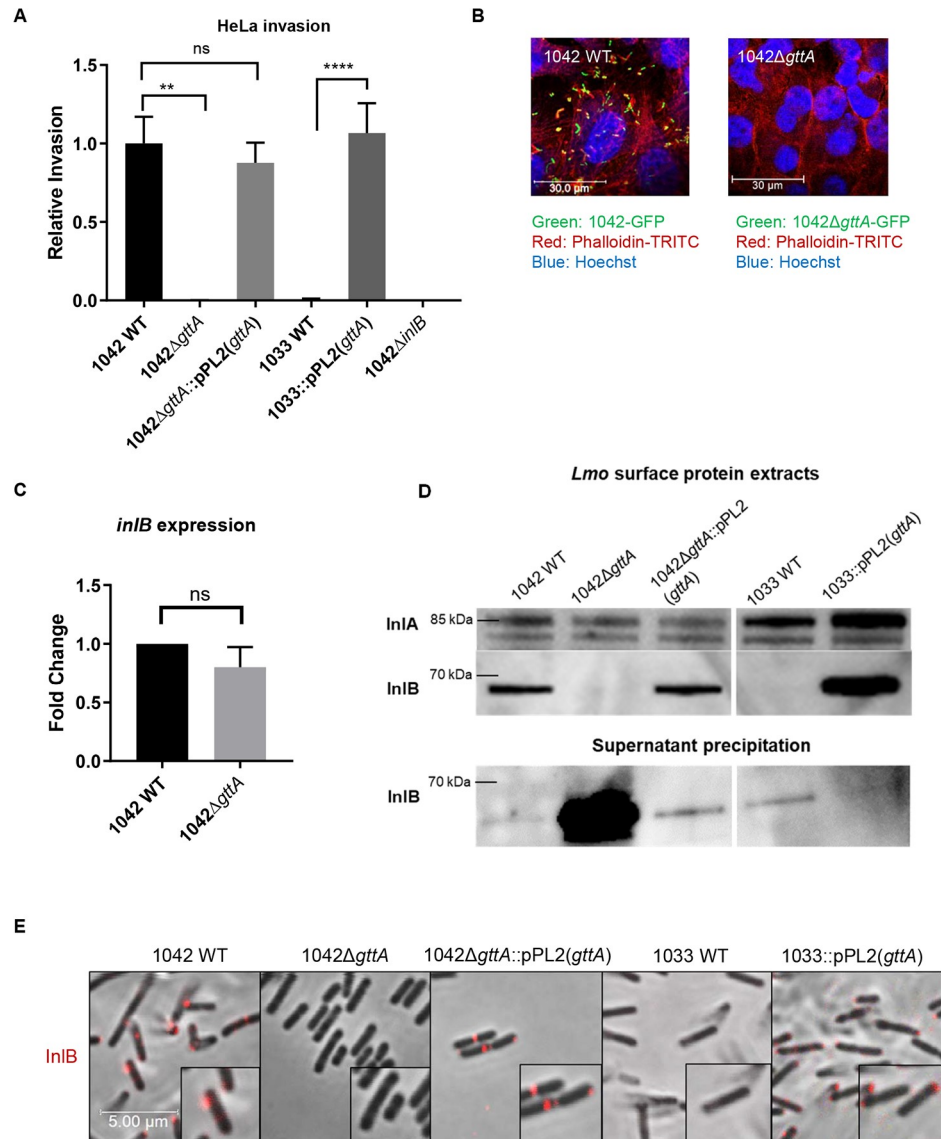 A
HeLa invasion
ns
**
****
1.5
1.0
0.5
0.0
Relative Invasion
1042 WT
1042ΔgttA
1042ΔgttA::pPL2(gttA)
1033 WT
1033::pPL2(gttA)
1042ΔinlB
B
1042 WT
30.0 µm
1042ΔgttA
30 µm
Green: 1042-GFP
Red: Phalloidin-TRITC
Blue: Hoechst
Green: 1042ΔgttA-GFP
Red: Phalloidin-TRITC
Blue: Hoechst
C
inlB expression
ns
1.5
1.0
0.5
0.0
Fold Change
1042 WT
1042ΔgttA
D
Lmo surface protein extracts
1042 WT
1042ΔgttA
1042ΔgttA::pPL2
(gttA)
1033 WT
1033::pPL2(gttA)
InlA
85 kDa
InlB
70 kDa
Supernatant precipitation
InlB
70 kDa
E
1042 WT
1042ΔgttA
1042ΔgttA::pPL2(gttA)
1033 WT
1033::pPL2(gttA)
InlB
5.00 µm